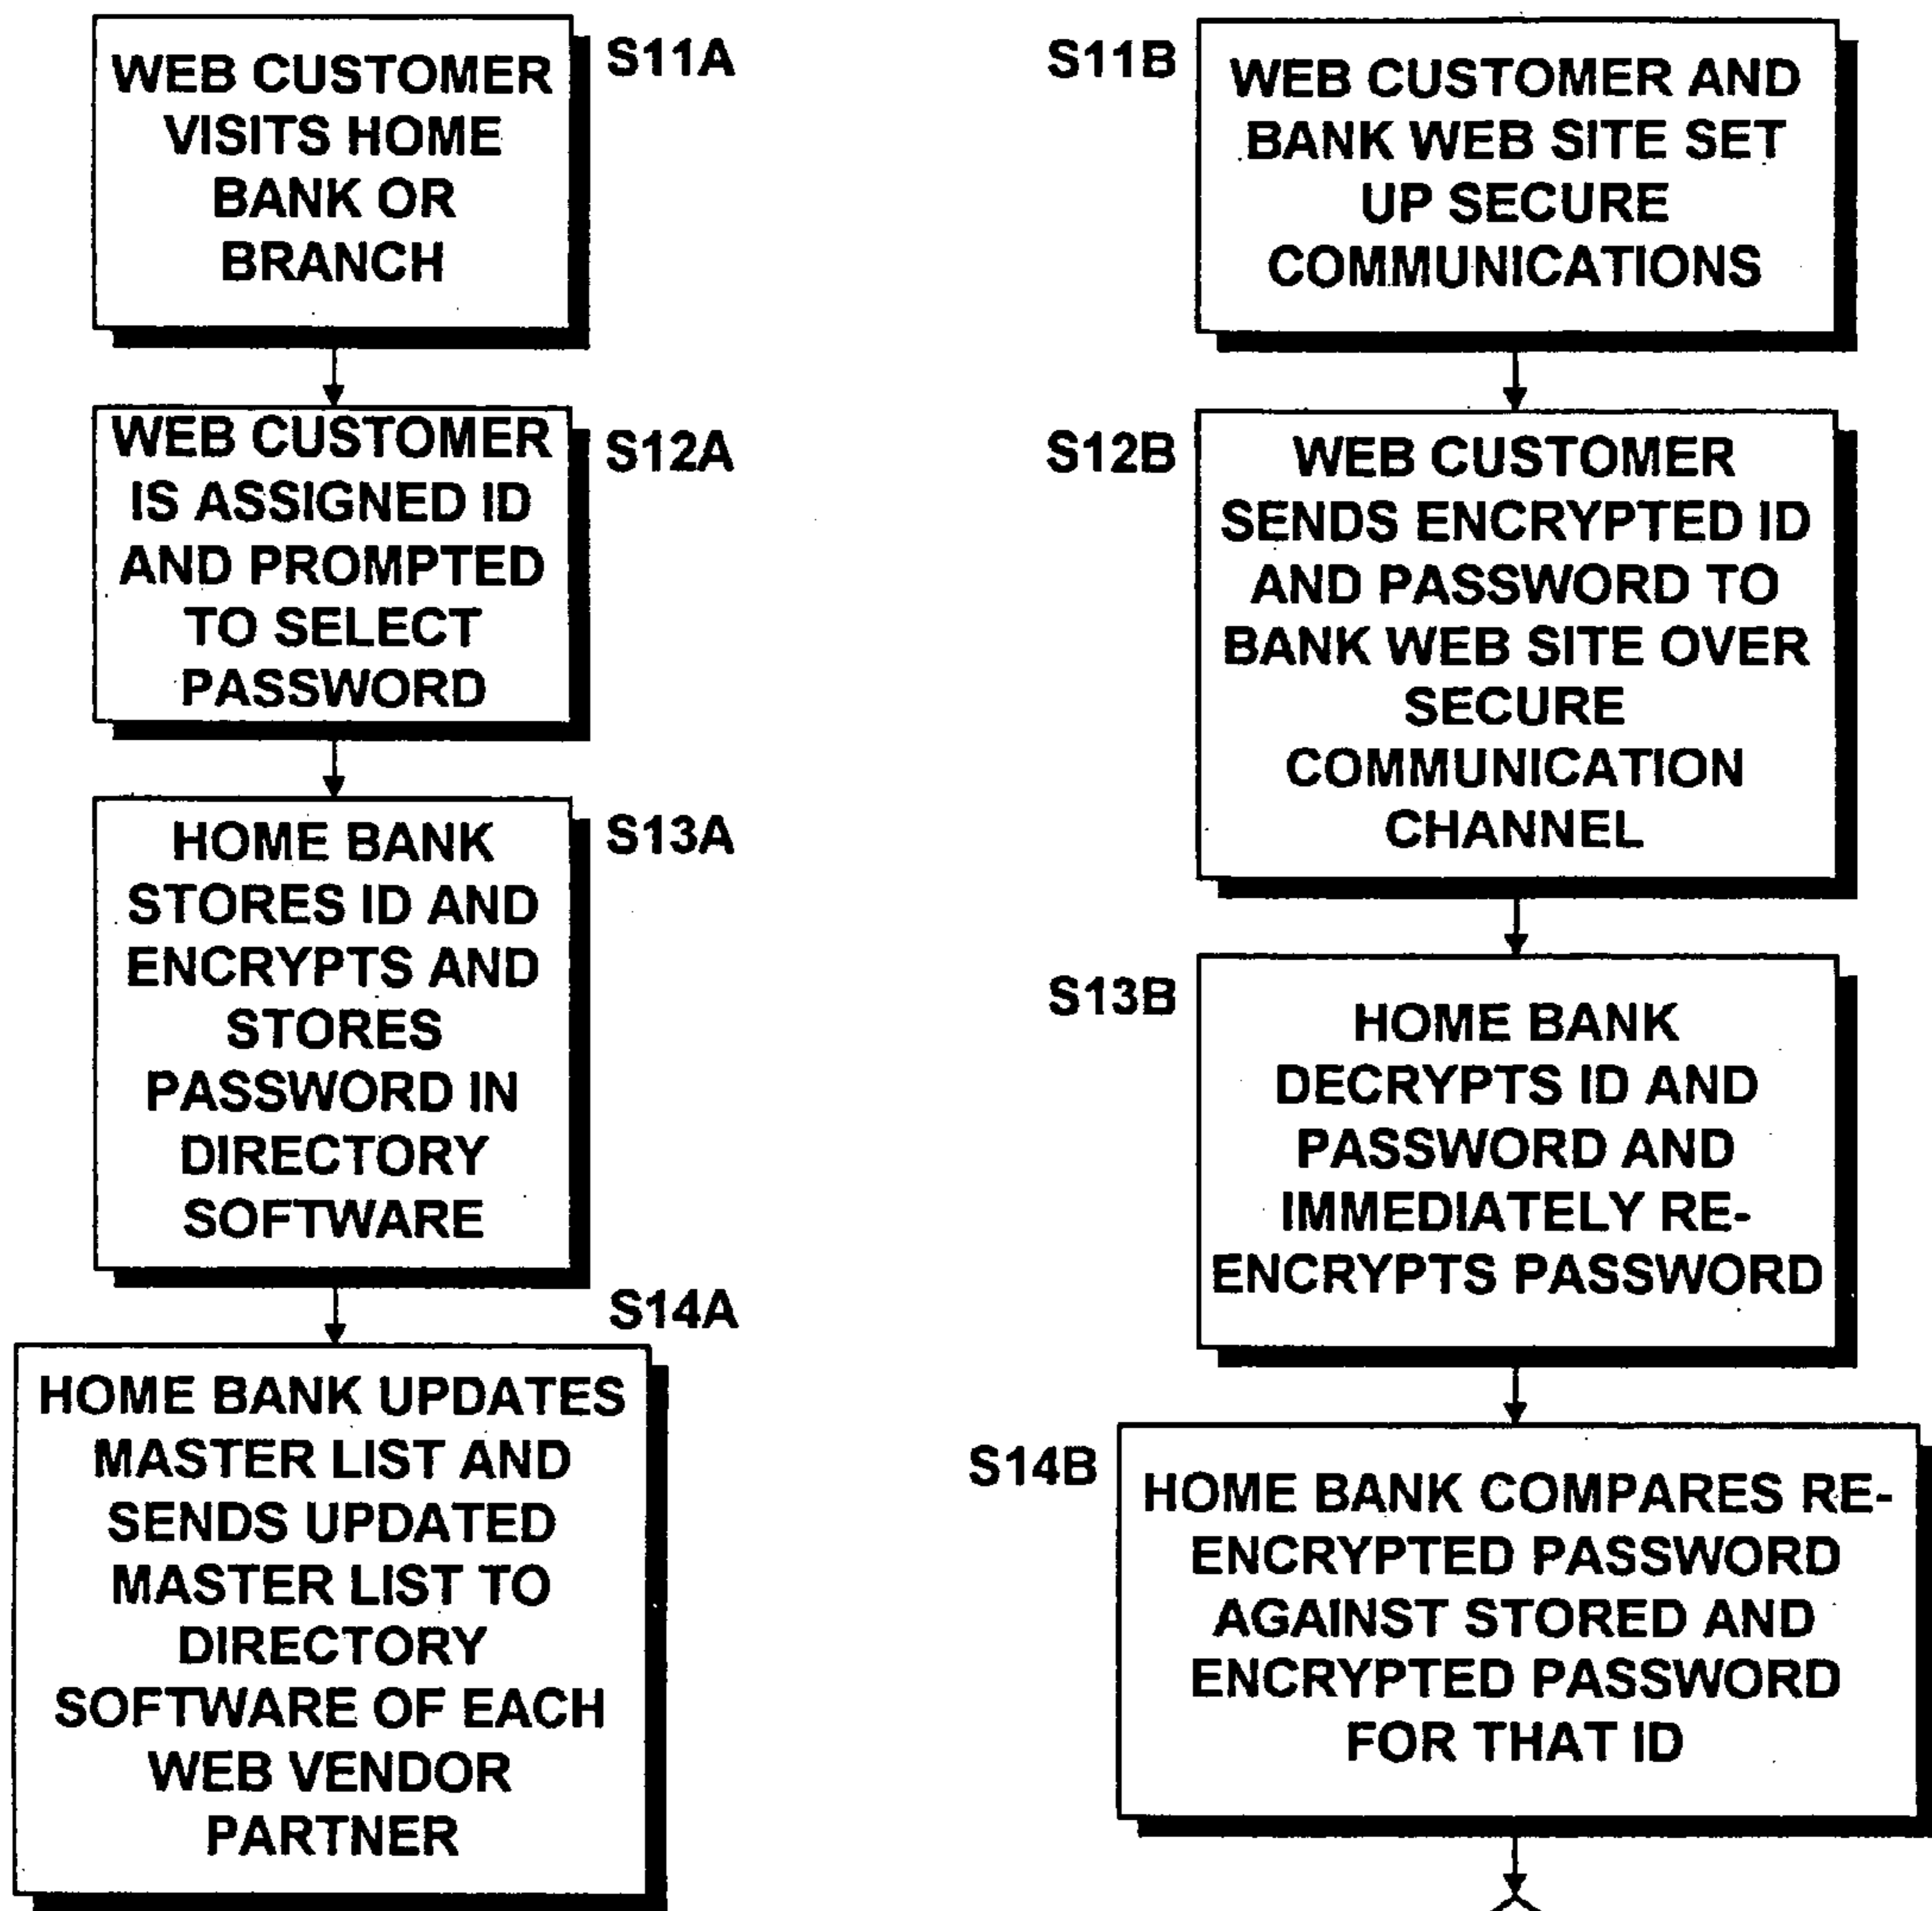 WEB CUSTOMER
VISITS HOME
BANK OR
BRANCH
S11A
WEB CUSTOMER
IS ASSIGNED ID
AND PROMPTED
TO SELECT
PASSWORD
S12A
HOME BANK
STORES ID AND
ENCRYPTS AND
STORES
PASSWORD IN
DIRECTORY
SOFTWARE
S13A
S14A
HOME BANK UPDATES
MASTER LIST AND
SENDS UPDATED
MASTER LIST TO
DIRECTORY
SOFTWARE OF EACH
WEB VENDOR
PARTNER
S11B
WEB CUSTOMER AND
BANK WEB SITE SET
UP SECURE
COMMUNICATIONS
S12B
WEB CUSTOMER
SENDS ENCRYPTED ID
AND PASSWORD TO
BANK WEB SITE OVER
SECURE
COMMUNICATION
CHANNEL
S13B
HOME BANK
DECRYPTS ID AND
PASSWORD AND
IMMEDIATELY RE-
ENCRYPTS PASSWORD
S14B
HOME BANK COMPARES RE-
ENCRYPTED PASSWORD
AGAINST STORED AND
ENCRYPTED PASSWORD
FOR THAT ID